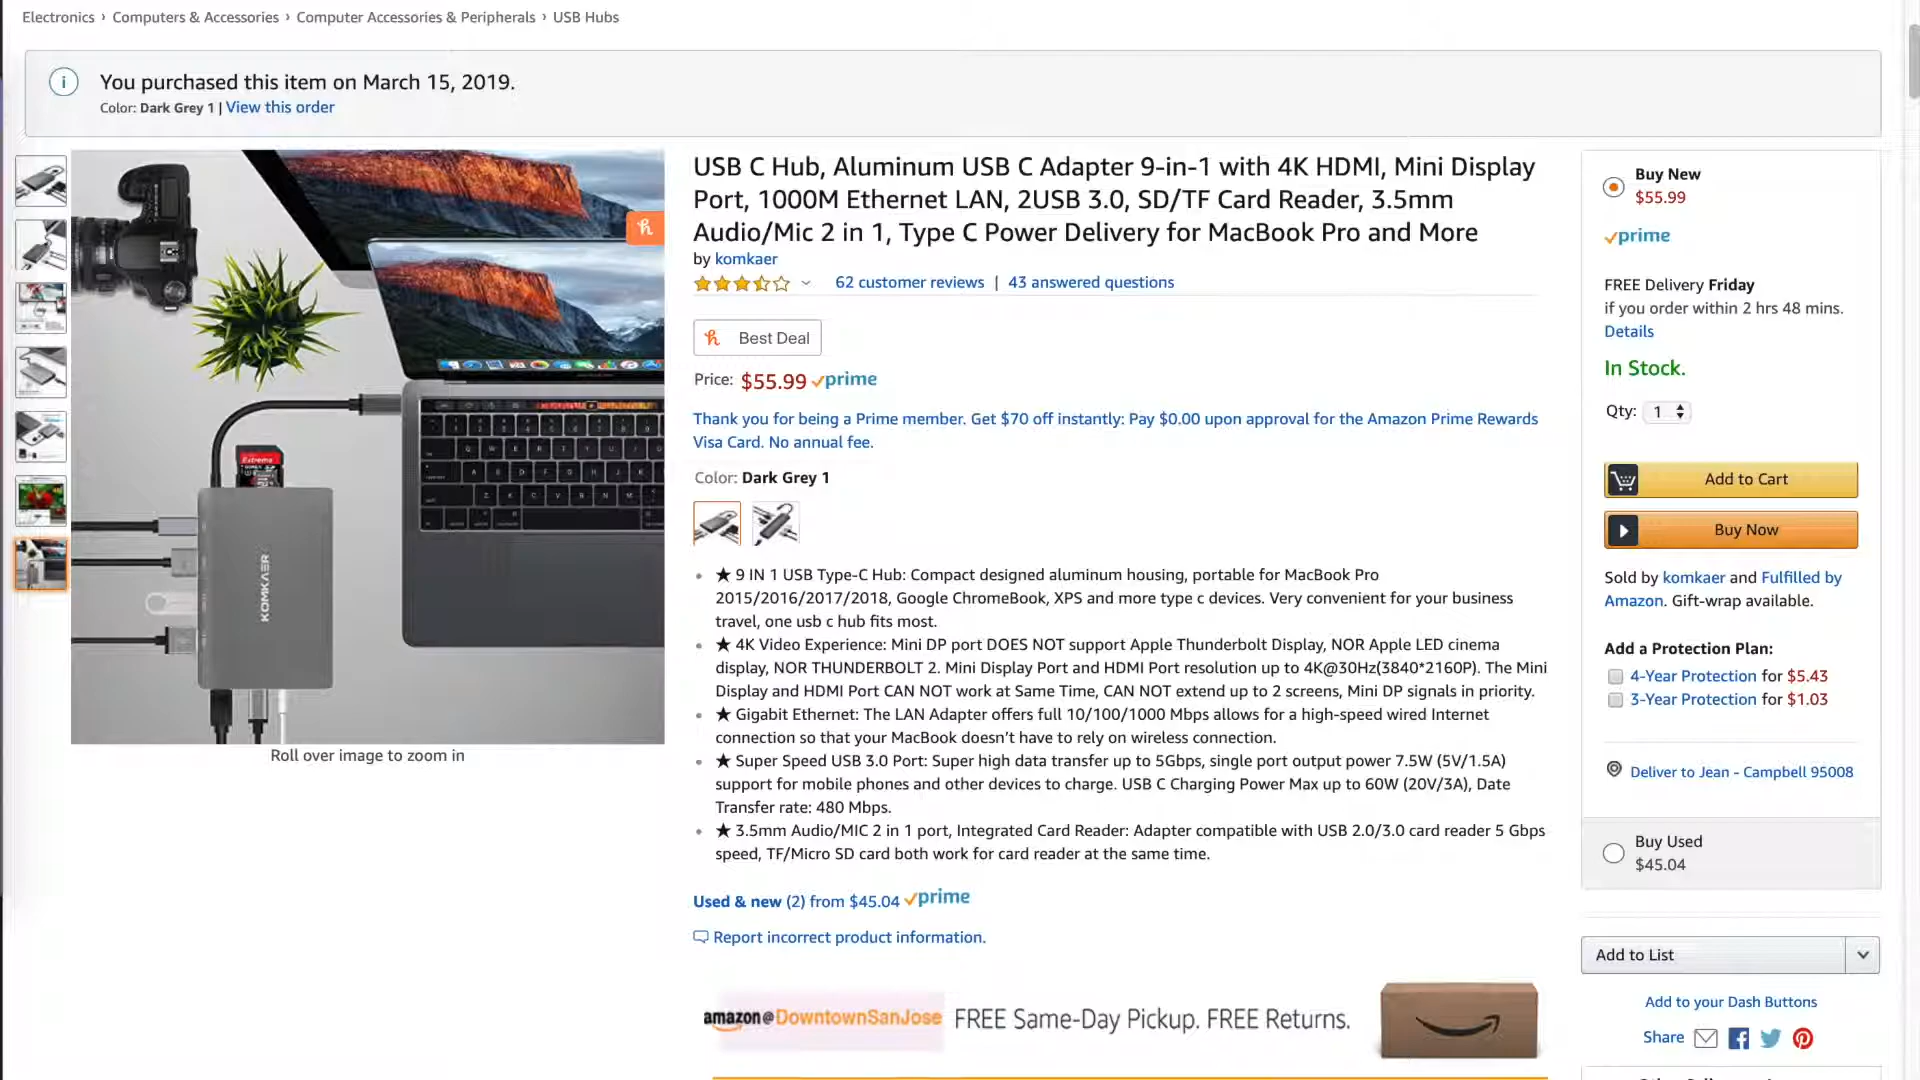 Electronics › Computers & Accessories › Computer Accessories & Peripherals › USB Hubs
You purchased this item on March 15, 2019.
Color: Dark Grey 1 | View this order
USB C Hub, Aluminum USB C Adapter 9-in-1 with 4K HDMI, Mini Display
Port, 1000M Ethernet LAN, 2USB 3.0, SD/TF Card Reader, 3.5mm
Audio/Mic 2 in 1, Type C Power Delivery for MacBook Pro and More
by komkaer
62 customer reviews | 43 answered questions
Best Deal
Price: $55.99 prime
Thank you for being a Prime member. Get $70 off instantly: Pay $0.00 upon approval for the Amazon Prime Rewards
Visa Card. No annual fee.
Color: Dark Grey 1
• ★ 9 IN 1 USB Type-C Hub: Compact designed aluminum housing, portable for MacBook Pro
2015/2016/2017/2018, Google ChromeBook, XPS and more type c devices. Very convenient for your business
travel, one usb c hub fits most.
• ★ 4K Video Experience: Mini DP port DOES NOT support Apple Thunderbolt Display, NOR Apple LED cinema
display, NOR THUNDERBOLT 2. Mini Display Port and HDMI Port resolution up to 4K@30Hz(3840*2160P). The Mini
Display and HDMI Port CAN NOT work at Same Time, CAN NOT extend up to 2 screens, Mini DP signals in priority.
• ★ Gigabit Ethernet: The LAN Adapter offers full 10/100/1000 Mbps allows for a high-speed wired Internet
connection so that your MacBook doesn’t have to rely on wireless connection.
• ★ Super Speed USB 3.0 Port: Super high data transfer up to 5Gbps, single port output power 7.5W (5V/1.5A)
support for mobile phones and other devices to charge. USB C Charging Power Max up to 60W (20V/3A), Date
Transfer rate: 480 Mbps.
• ★ 3.5mm Audio/MIC 2 in 1 port, Integrated Card Reader: Adapter compatible with USB 2.0/3.0 card reader 5 Gbps
speed, TF/Micro SD card both work for card reader at the same time.
Used & new (2) from $45.04 prime
Report incorrect product information.
amazon@DowntownSanJose FREE Same-Day Pickup. FREE Returns.
Extreme
KOMKAER
Roll over image to zoom in
Buy New
$55.99
prime
FREE Delivery Friday
if you order within 2 hrs 48 mins.
Details
In Stock.
Qty: 1
Add to Cart
Buy Now
Sold by komkaer and Fulfilled by
Amazon. Gift-wrap available.
Add a Protection Plan:
4-Year Protection for $5.43
3-Year Protection for $1.03
Deliver to Jean - Campbell 95008
Buy Used
$45.04
Add to List
Add to your Dash Buttons
Share